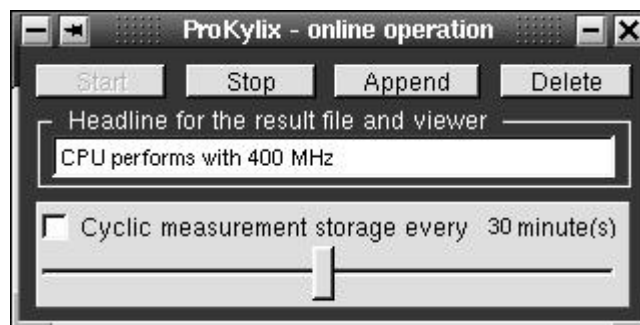 ProKylix - online operation
Start Stop Append Delete
Headline for the result file and viewer
CPU performs with 400 MHz
Cyclic measurement storage every 30 minute(s)